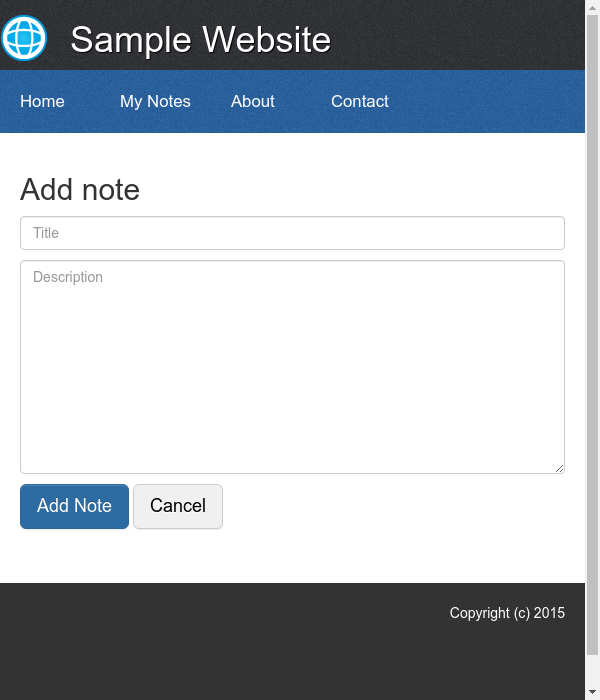 Sample Website
Home My Notes About Contact
Add note
Title
Description
Add Note Cancel
Copyright (c) 2015